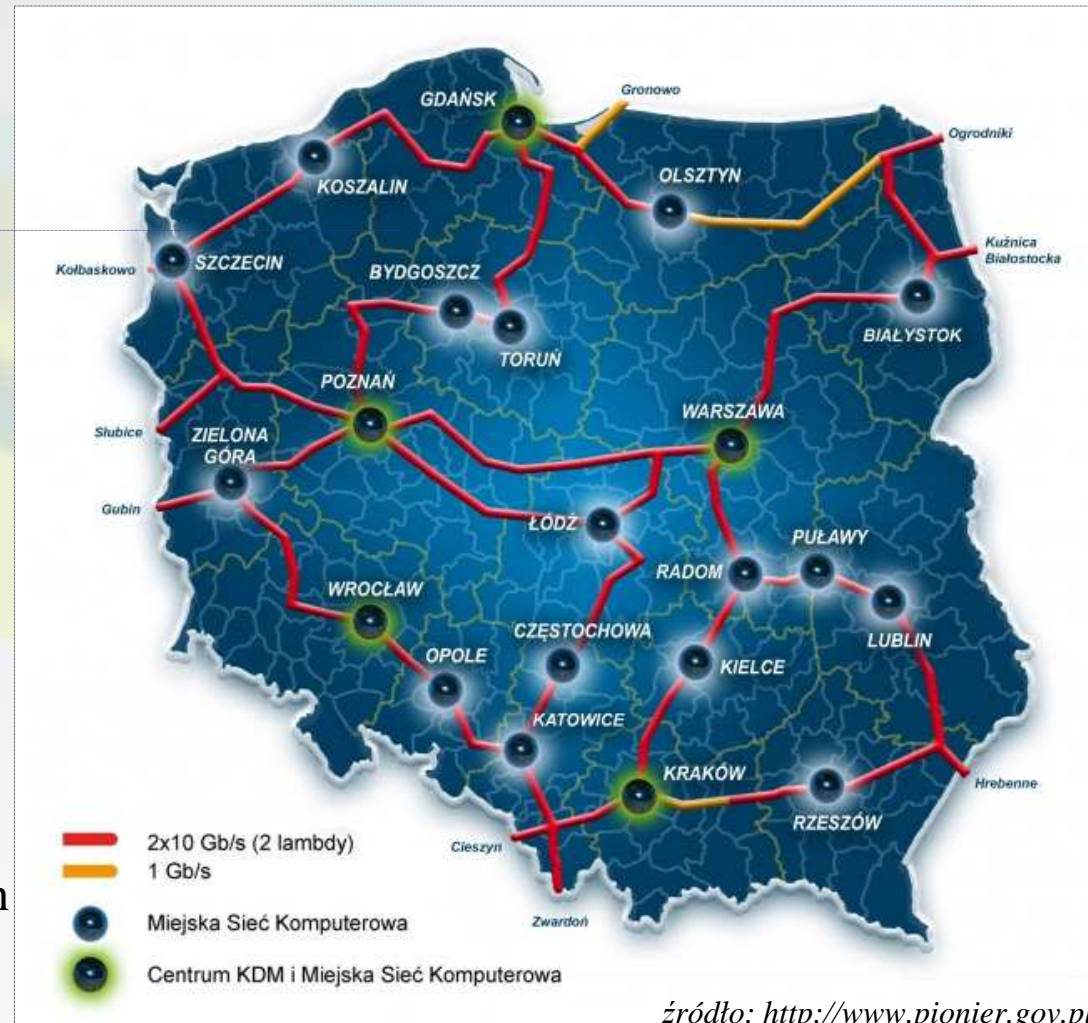 Gronowo
GDAŃSK
Ogrodniki
KOSZALIN
OLSZTYN
Kuźnica
Białostocka
Kołbaskowo
SZCZECIN
BYDGOSZCZ
BIAŁYSTOK
TORUŃ
POZNAŃ
WARSZAWA
Słubice
ZIELONA
GÓRA
Gubin
ŁÓDŹ
PUŁAWY
RADOM
WROCŁAW
LUBLIN
CZĘSTOCHOWA
OPOLE
KIELCE
KATOWICE
KRAKÓW
Hrebenne
RZESZÓW
Cieszyn
Zwardoń
2x10 Gb/s (2 lambdy)
1 Gb/s
Miejska Sieć Komputerowa
Centrum KDM i Miejska Sieć Komputerowa
źródło: http://www.pionier.gov.pl